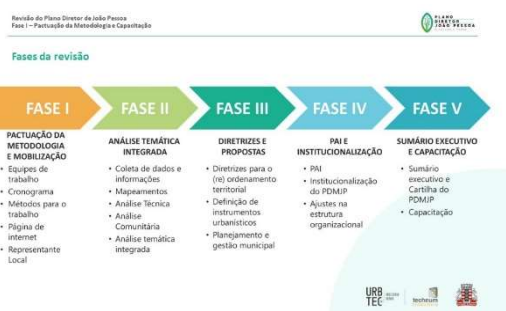 Revisão do Plano Diretor de João Pessoa
Fase I – Pactuação da Metodologia e Capacitação
PLANO
DIRETOR
JOÃO PESSOA
Fases da revisão
FASE I
FASE II
FASE III
FASE IV
FASE V
PACTUAÇÃO DA
METODOLOGIA
E MOBILIZAÇÃO
• Equipes de
trabalho
• Cronograma
• Métodos para o
trabalho
• Página de
internet
• Representante
Local
ANÁLISE TEMÁTICA
INTEGRADA
• Coleta de dados e
informações
• Mapeamentos
• Análise Técnica
• Análise
Comunitária
• Análise temática
integrada
DIRETRIZES E
PROPOSTAS
• Diretrizes para o
(re) ordenamento
territorial
• Definição de
instrumentos
urbanísticos
• Planejamento e
gestão municipal
PAI E
INSTITUCIONALIZAÇÃO
• PAI
• Institucionalização
do PDMJP
• Ajustes na
estrutura
organizacional
SUMÁRIO EXECUTIVO
E CAPACITAÇÃO
• Sumário
executivo e
Cartilha do
PDMJP
• Capacitação
URB
TEC
techeum